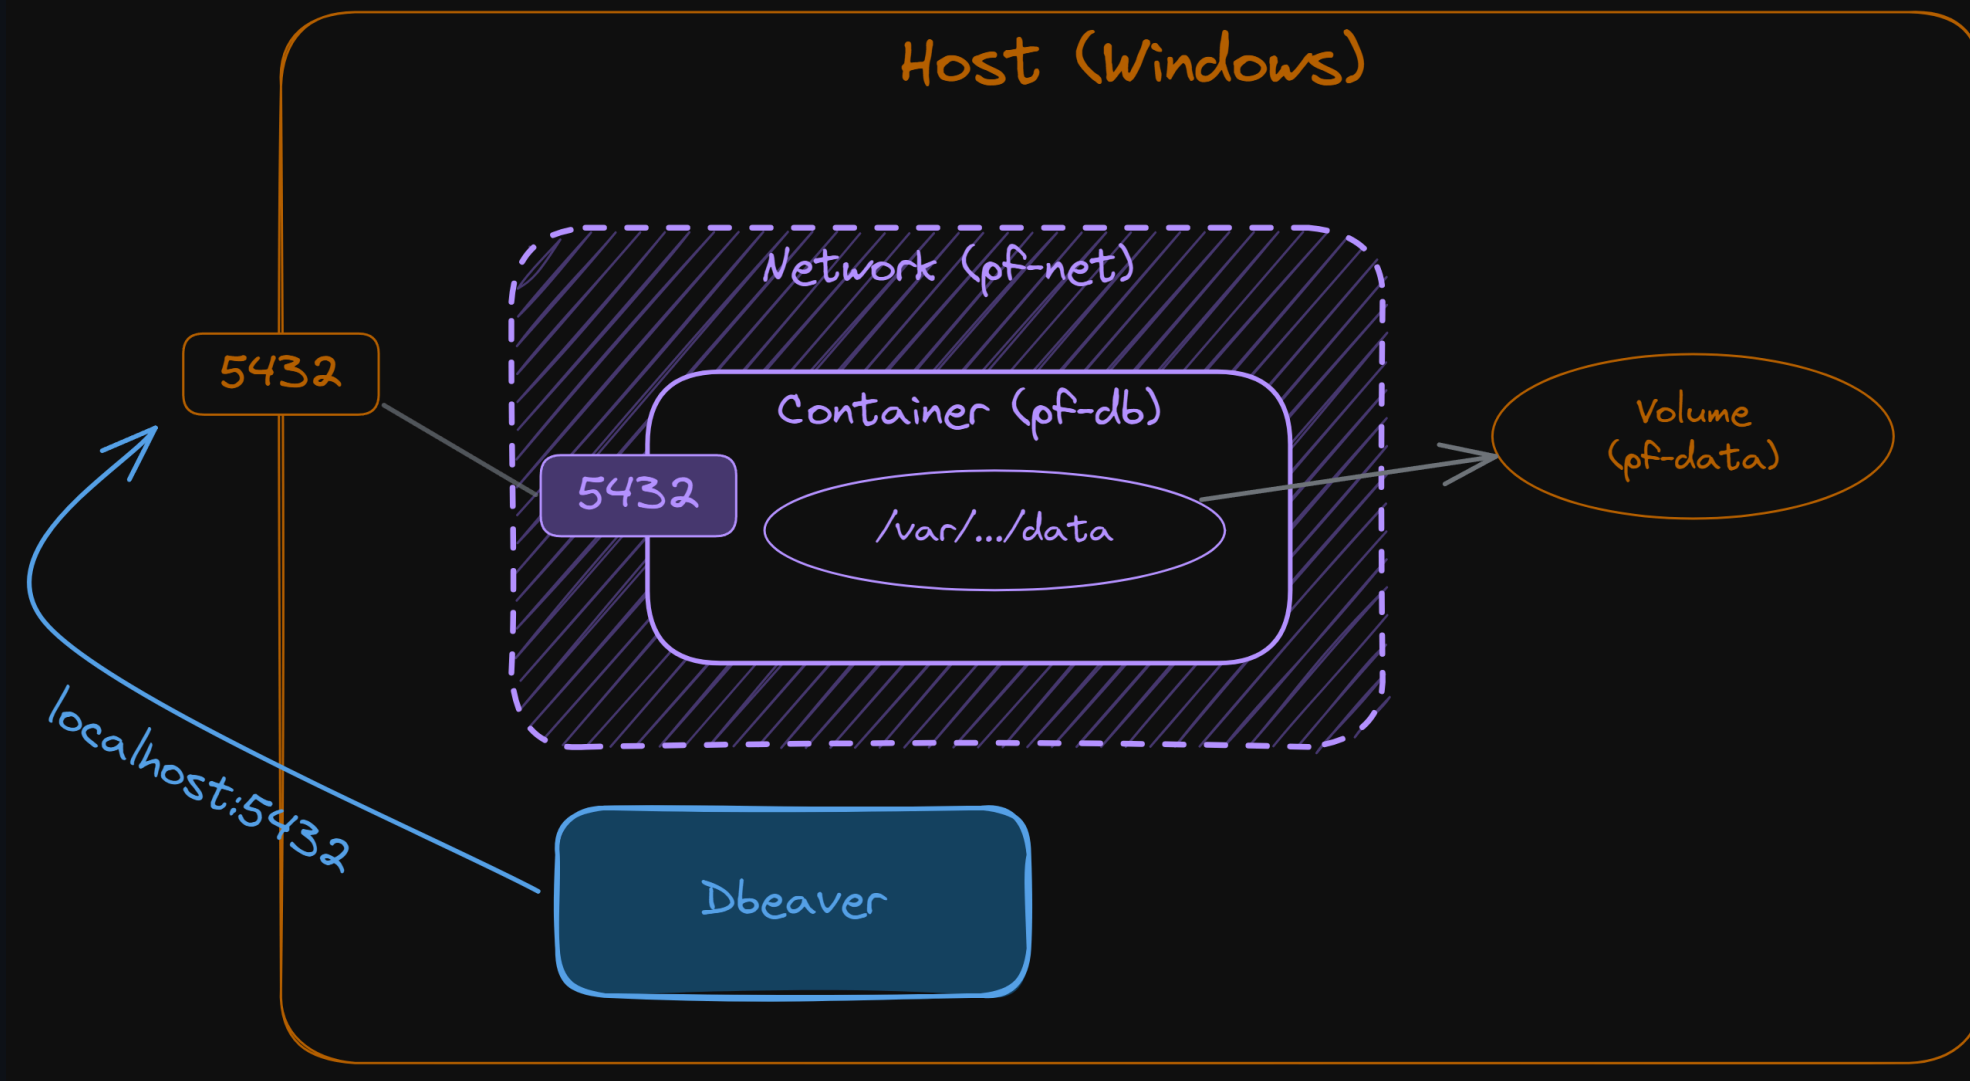 Host (Windows)
Network (pf-net)
5432
Container (pf-db)
5432
/var/.../data
Volume
(pf-data)
localhost:5432
Dbeaver